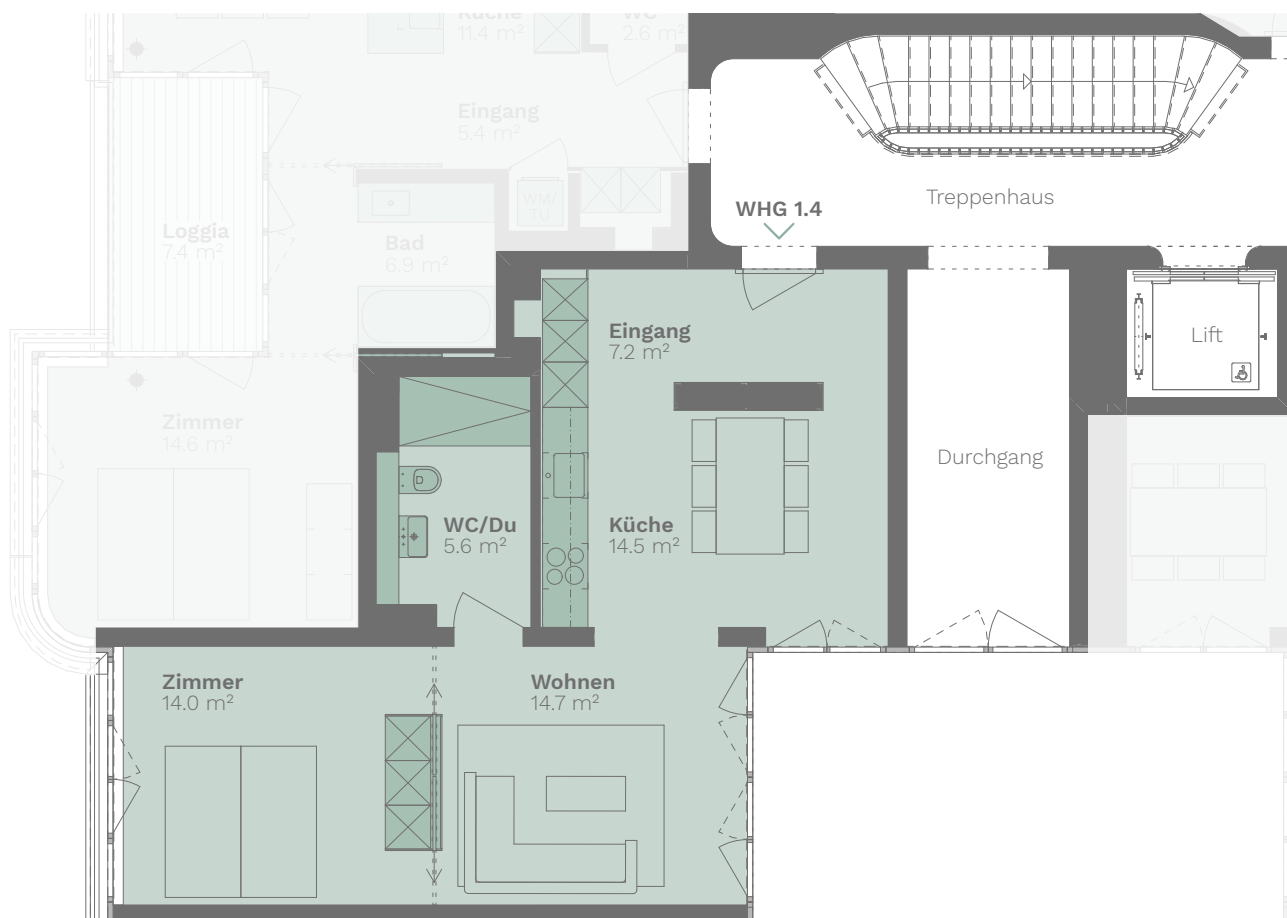 Küche
11.4 m²
WC
2.6 m²
Eingang
5.4 m²
WM/
TU
Loggia
7.4 m²
Bad
6.9 m²
WHG 1.4
Treppenhaus
Eingang
7.2 m²
Lift
Zimmer
14.6 m²
Durchgang
WC/Du
5.6 m²
Küche
14.5 m²
Zimmer
14.0 m²
Wohnen
14.7 m²